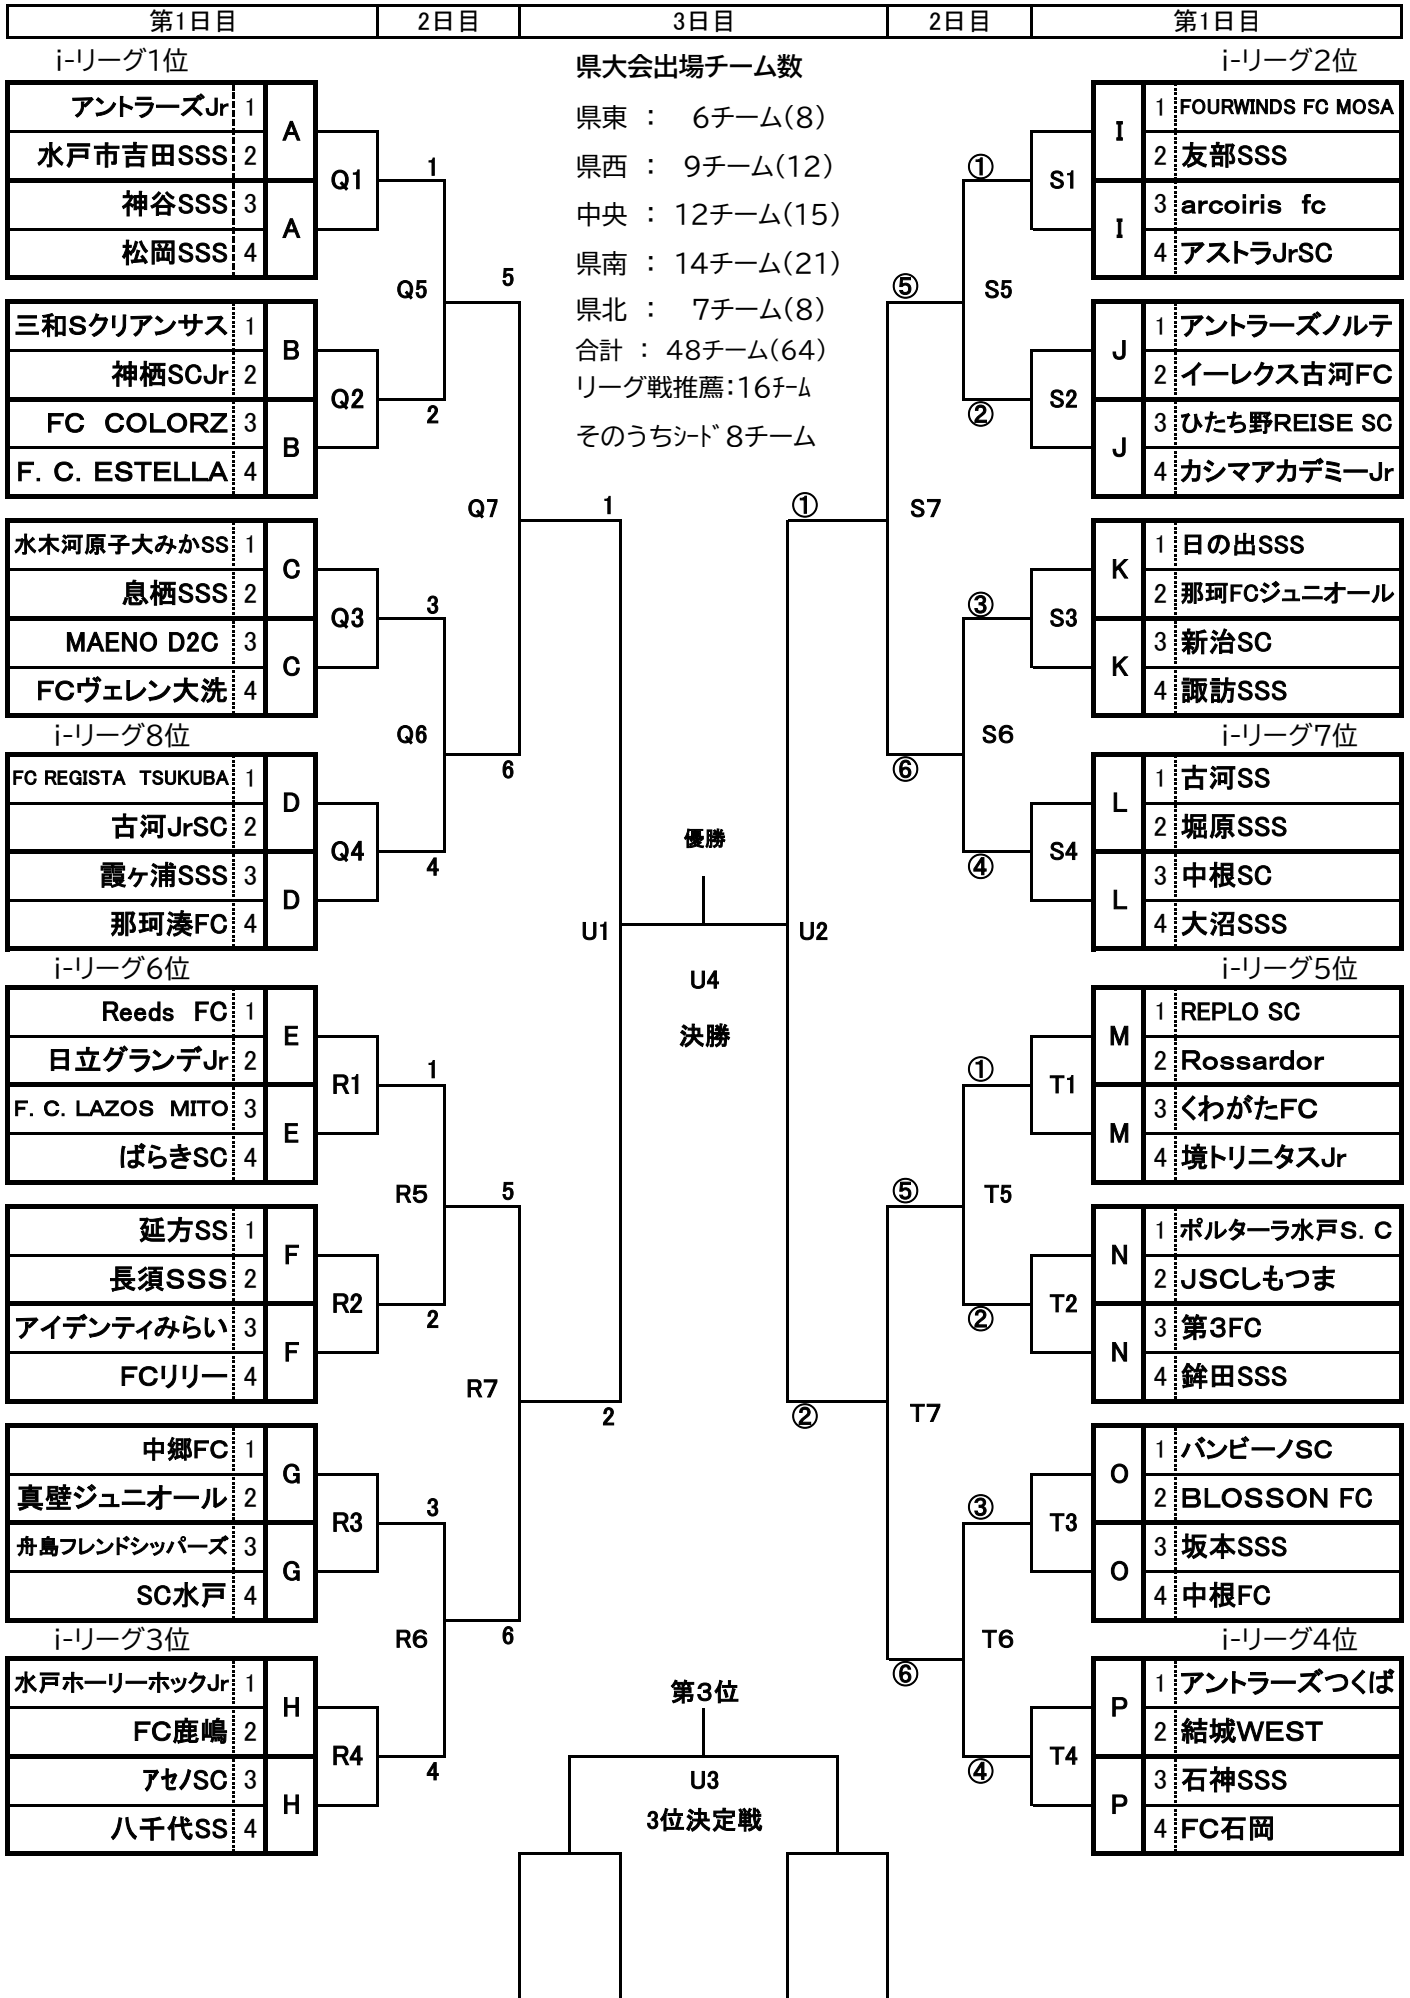 第1日目 2日目 3日目 2日目 第1日目
i-リーグ1位
アントラーズJr 1
水戸市吉田SSS 2
A
神谷SSS 3
松岡SSS 4
A
Q1
1
三和Sクリアンサス 1
神栖SCJr 2
B
FC COLORZ 3
F. C. ESTELLA 4
B
Q2
2
Q5
5
水木河原子大みかSS 1
息栖SSS 2
C
MAENO D2C 3
FCヴェレン大洗 4
C
Q3
3
i-リーグ8位
FC REGISTA TSUKUBA 1
古河JrSC 2
D
霞ヶ浦SSS 3
那珂湊FC 4
D
Q4
4
Q6
6
Q7
1
i-リーグ6位
Reeds FC 1
日立グランデJr 2
E
F. C. LAZOS MITO 3
ばらきSC 4
E
R1
1
延方SS 1
長須SSS 2
F
アイデンティみらい 3
FCリリー 4
F
R2
2
R5
5
中郷FC 1
真壁ジュニオール 2
G
舟島フレンドシッパーズ 3
SC水戸 4
G
R3
3
i-リーグ3位
水戸ホーリーホックJr 1
FC鹿嶋 2
H
アセノSC 3
八千代SS 4
H
R4
4
R6
6
R7
2
県大会出場チーム数
県東 : 6チーム(8)
県西 : 9チーム(12)
中央 : 12チーム(15)
県南 : 14チーム(21)
県北 : 7チーム(8)
合計 : 48チーム(64)
リーグ戦推薦:16チーム
そのうちシード8チーム
優勝
U1
U2
U4
決勝
第3位
U3
3位決定戦
i-リーグ2位
1 FOURWINDS FC MOSA
2 友部SSS
I
3 arcoiris fc
4 アストラJrSC
I
S1
①
1 アントラーズノルテ
2 イーレクス古河FC
J
3 ひたち野REISE SC
4 カシマアカデミーJr
J
S2
②
S5
⑤
1 日の出SSS
2 那珂FCジュニオール
K
3 新治SC
4 諏訪SSS
K
S3
③
i-リーグ7位
1 古河SS
2 堀原SSS
L
3 中根SC
4 大沼SSS
L
S4
④
S6
⑥
S7
①
i-リーグ5位
1 REPLO SC
2 Rossardor
M
3 くわがたFC
4 境トリニタスJr
M
T1
①
1 ポルターラ水戸S. C
2 JSCしもつま
N
3 第3FC
4 鉾田SSS
N
T2
②
T5
⑤
1 バンビーノSC
2 BLOSSON FC
O
3 坂本SSS
4 中根FC
O
T3
③
i-リーグ4位
1 アントラーズつくば
2 結城WEST
P
3 石神SSS
4 FC石岡
P
T4
④
T6
⑥
T7
②